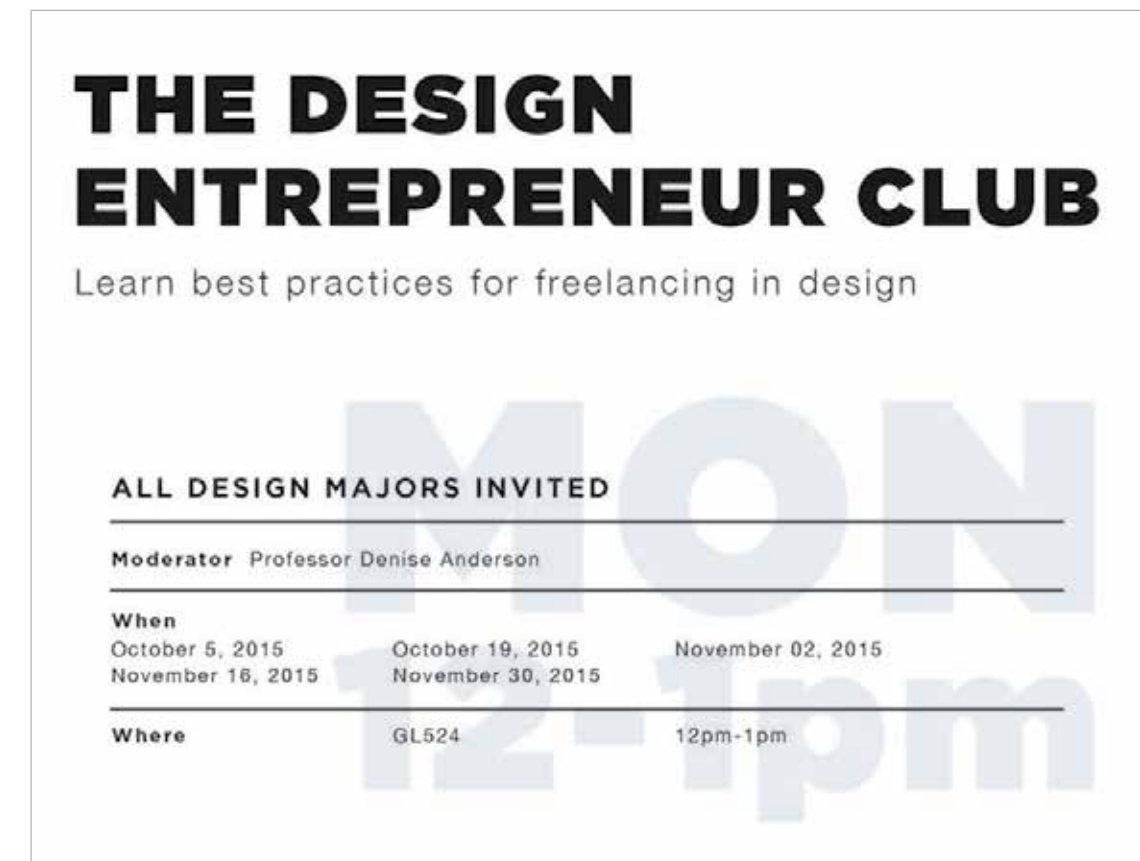 THE DESIGN
ENTREPRENEUR CLUB
Learn best practices for freelancing in design
MON
12-1pm
ALL DESIGN MAJORS INVITED
Moderator Professor Denise Anderson
When
October 5, 2015 October 19, 2015 November 02, 2015
November 16, 2015 November 30, 2015
Where GL524 12pm-1pm